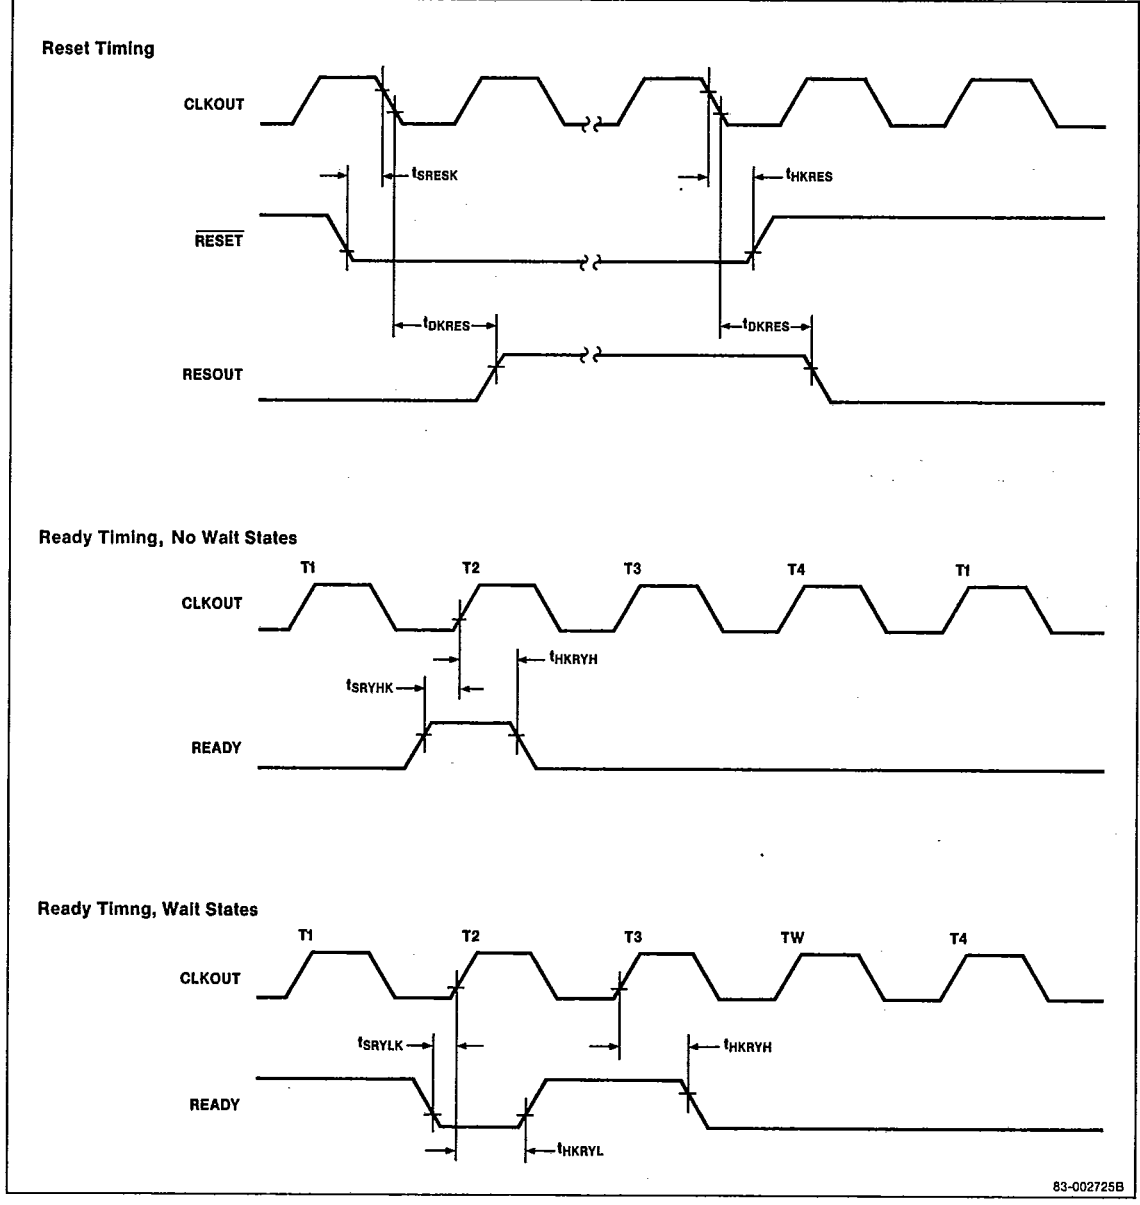 Reset Timing
CLKOUT
tSRESK
tHKRES
RESET
tDKRES
tDKRES
RESOUT
Ready Timing, No Wait States
T1
T2
T3
T4
T1
CLKOUT
tHKRYH
tSRYHK
READY
Ready Timng, Wait States
T1
T2
T3
TW
T4
CLKOUT
tSRYLK
tHKRYH
READY
tHKRYL
83-002725B